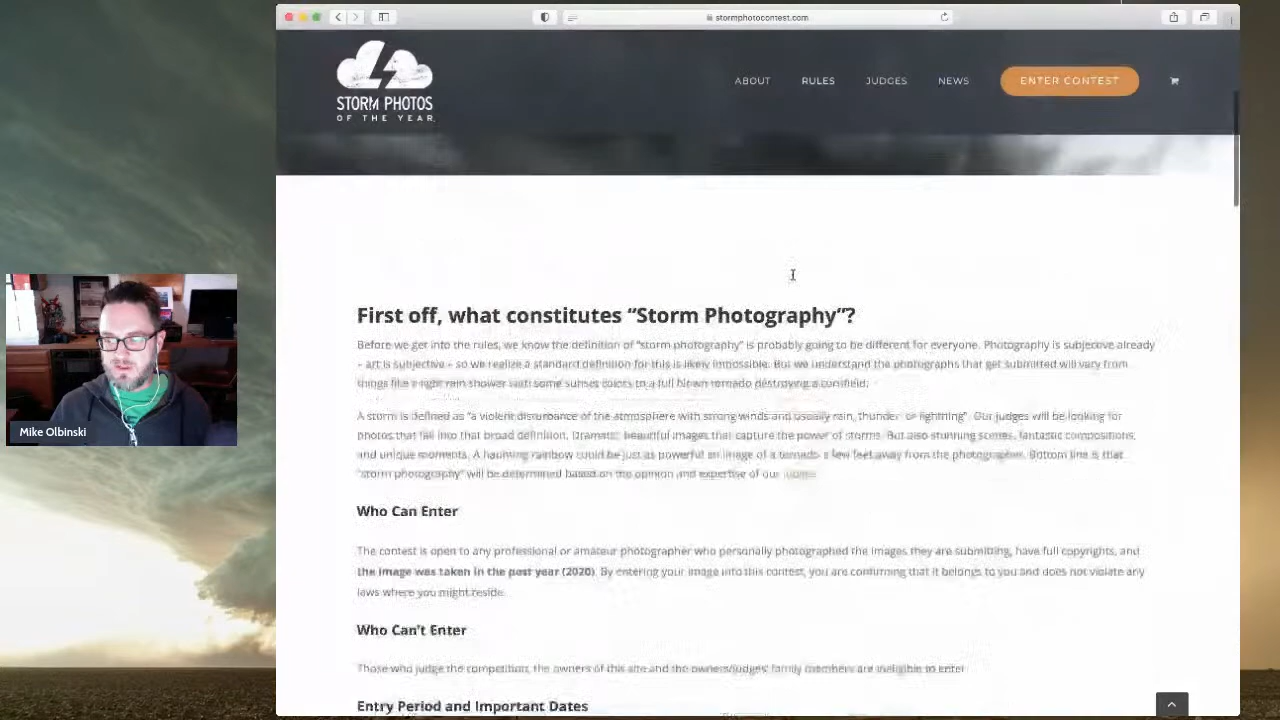 stormphotocontest.com
STORM PHOTOS
OF THE YEAR
ABOUT
RULES
JUDGES
NEWS
ENTER CONTEST
First off, what constitutes “Storm Photography”?
Before we get into the rules, we know the definition of "storm photography" is probably going to be different for everyone. Photography is subjective already
- art is subjective - so we realize a standard definition for this is likely impossible. But we understand the photographs that get submitted will vary from
things like a light rain shower with some sunset colors to a full blown tornado destroying a cornfield.
A storm is defined as "a violent disturbance of the atmosphere with strong winds and usually rain, thunder, or lightning". Our judges will be looking for
photos that fall into that broad definition. Dramatic, beautiful images that capture the power of storms. But also stunning scenes, fantastic compositions,
and unique moments. A haunting rainbow could be just as powerful an image of a tornado a few feet away from the photographer. Bottom line is that
"storm photography" will be determined based on the opinion and expertise of our judges.
Who Can Enter
The contest is open to any professional or amateur photographer who personally photographed the images they are submitting, have full copyrights, and
the image was taken in the past year (2020). By entering your image into this contest, you are confirming that it belongs to you and does not violate any
laws where you might reside.
Who Can't Enter
Those who judge the competition, the owners of this site and the owners/judges' family members are ineligible to enter
Entry Period and Important Dates
Mike Olbinski